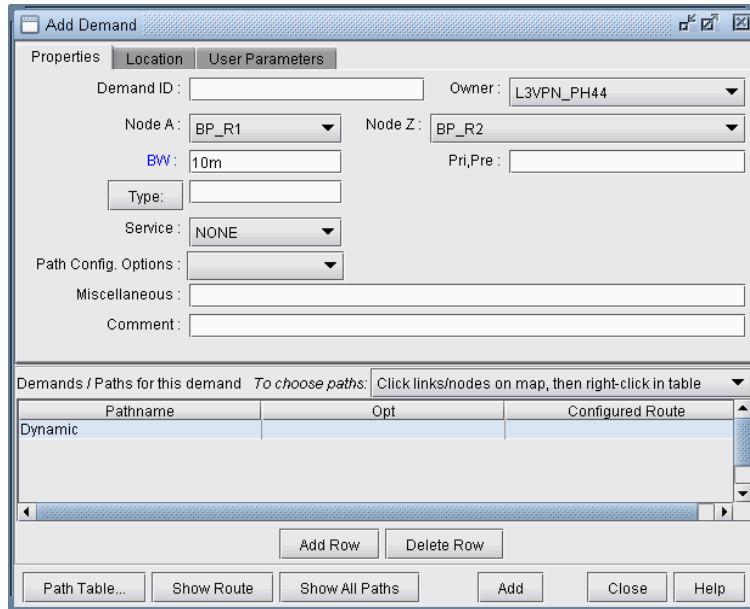 Add Demand
Properties Location User Parameters
Demand ID : Owner : L3VPN_PH44
Node A : BP_R1 Node Z : BP_R2
BW : 10m Pri,Pre :
Type:
Service : NONE
Path Config. Options :
Miscellaneous :
Comment :
Demands / Paths for this demand To choose paths: Click links/nodes on map, then right-click in table
Pathname Opt Configured Route
Dynamic
Add Row Delete Row
Path Table... Show Route Show All Paths Add Close Help